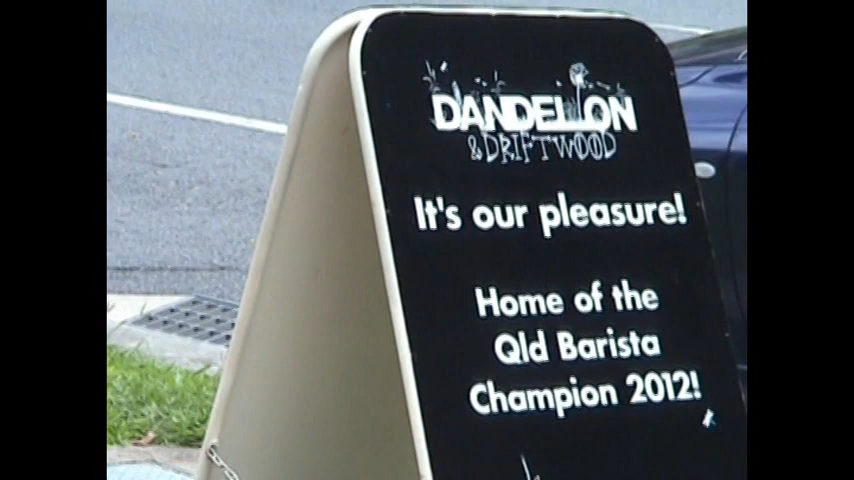 DANDELION
& DRIFTWOOD
It's our pleasure!
Home of the
Qld Barista
Champion 2012!